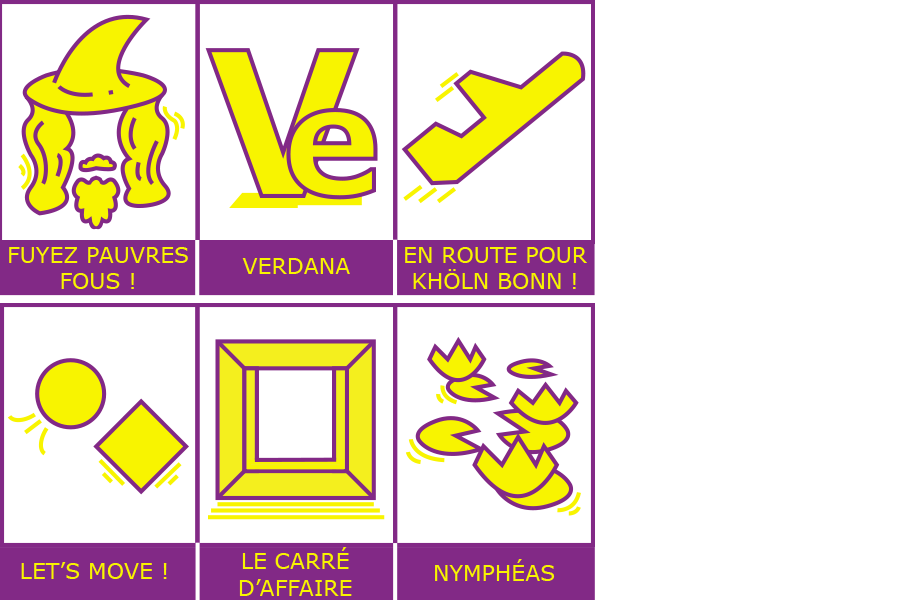 Ve
FUYEZ PAUVRES
FOUS !
VERDANA
EN ROUTE POUR
KHÖLN BONN !
LET’S MOVE !
LE CARRÉ
D’AFFAIRE
NYMPHÉAS